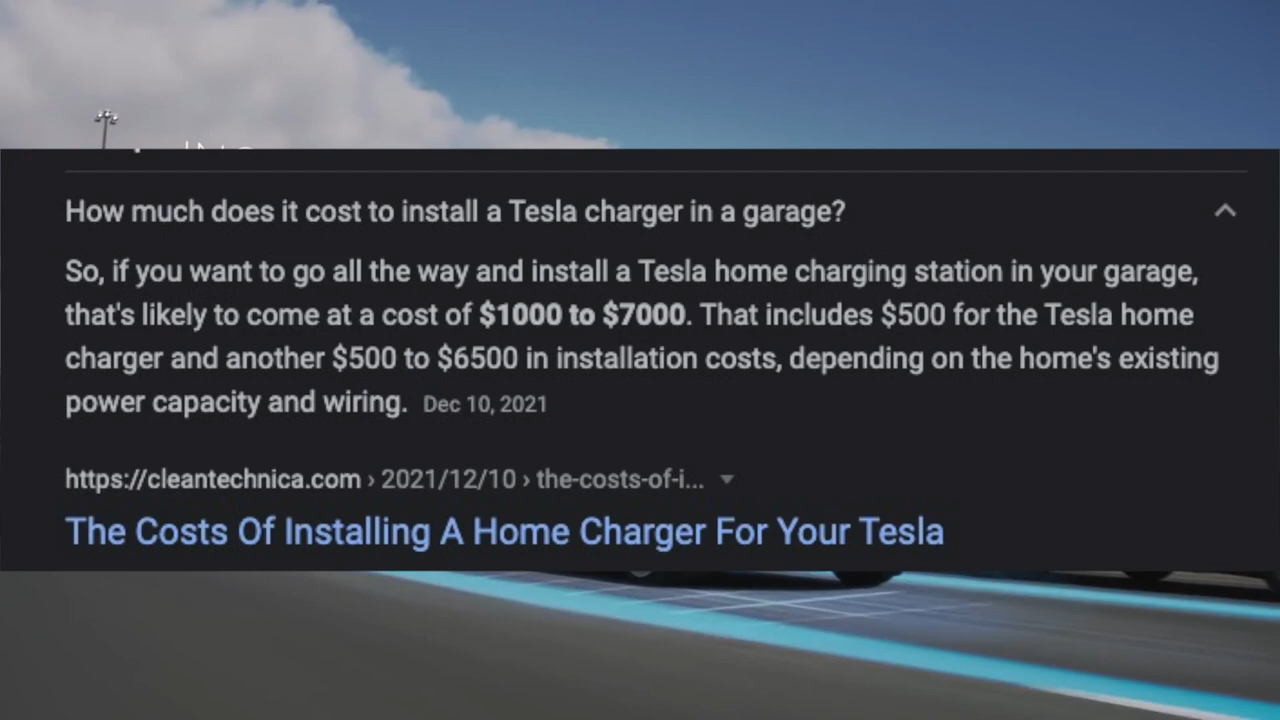 How much does it cost to install a Tesla charger in a garage?
So, if you want to go all the way and install a Tesla home charging station in your garage,
that's likely to come at a cost of $1000 to $7000. That includes $500 for the Tesla home
charger and another $500 to $6500 in installation costs, depending on the home's existing
power capacity and wiring. Dec 10, 2021
https://cleantechnica.com › 2021/12/10 › the-costs-of-i...
The Costs Of Installing A Home Charger For Your Tesla